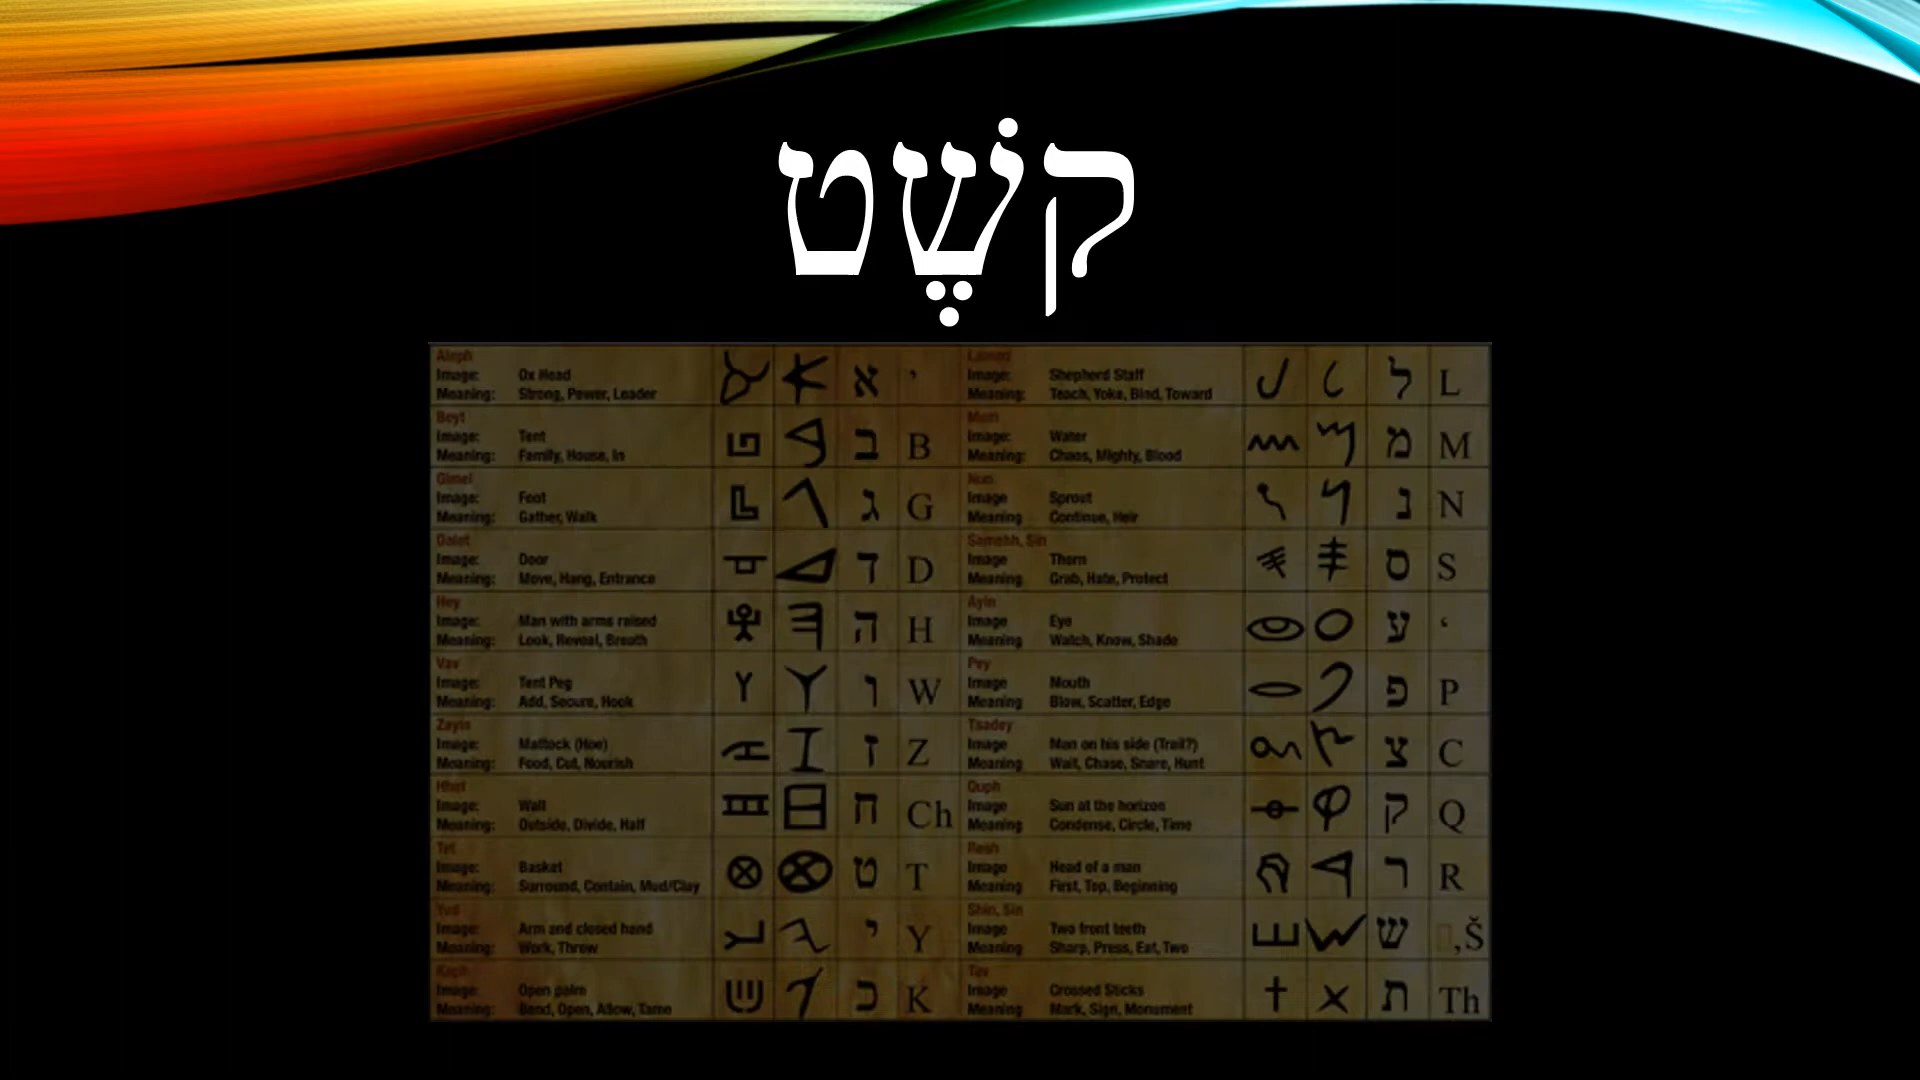 קשֶׁט
Aleph Lamed
Image: Ox Head א ’ Image: Shepherd Staff ל L
Meaning: Strong, Power, Leader Meaning: Teach, Yoke, Bind, Toward
Beyt Mem
Image: Tent ב B Image: Water מ M
Meaning: Family, House, In Meaning: Chaos, Mighty, Blood
Gimel Nun
Image: Foot ג G Image Sprout נ N
Meaning: Gather, Walk Meaning Continue, Heir
Dalet Samehh, Sin
Image: Door ד D Image Thorn ס S
Meaning: Move, Hang, Entrance Meaning Grab, Hate, Protect
Hey Ayin
Image: Man with arms raised ה H Image Eye ע ‘
Meaning: Look, Reveal, Breath Meaning Watch, Know, Shade
Vav Pey
Image: Tent Peg ו W Image Mouth פ P
Meaning: Add, Secure, Hook Meaning Blow, Scatter, Edge
Zayin Tsadey
Image: Mattock (Hoe) ז Z Image Man on his side (Trail?) צ C
Meaning: Food, Cut, Nourish Meaning Wait, Chase, Snare, Hunt
Hhet Quph
Image: Wall ח Ch Image Sun at the horizon ק Q
Meaning: Outside, Divide, Half Meaning Condense, Circle, Time
Tet Resh
Image: Basket ט T Image Head of a man ר R
Meaning: Surround, Contain, Mud/Clay Meaning First, Top, Beginning
Yud Shin, Sin
Image: Arm and closed hand י Y Image Two front teeth ש ,Š
Meaning: Work, Throw Meaning Sharp, Press, Eat, Two
Kaph Tav
Image: Open palm כ K Image Crossed Sticks ת Th
Meaning: Bend, Open, Allow, Tame Meaning Mark, Sign, Monument